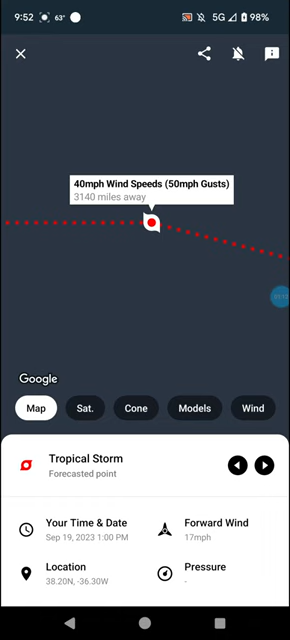 9:52 63° 5G 98%
40mph Wind Speeds (50mph Gusts)
3140 miles away
Google
Map Sat. Cone Models Wind
Tropical Storm
Forecasted point
Your Time & Date
Sep 19, 2023 1:00 PM
Forward Wind
17mph
Location
38.20N, -36.30W
Pressure
-